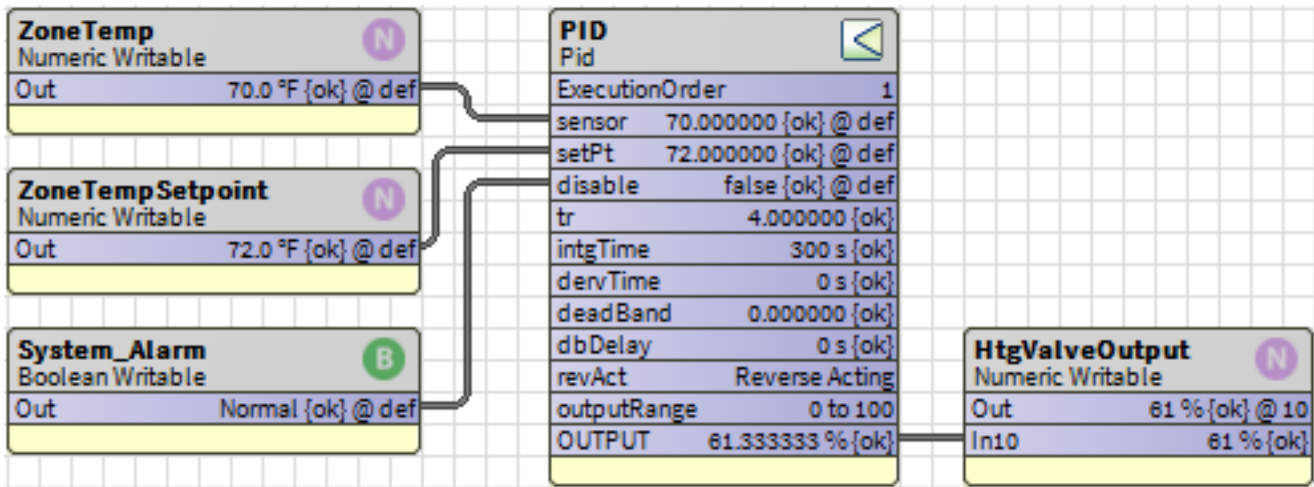 ZoneTemp
Numeric Writable
N
Out 70.0 °F {ok} @ def
ZoneTempSetpoint
Numeric Writable
N
Out 72.0 °F {ok} @ def
System_Alarm
Boolean Writable
B
Out Normal {ok} @ def
PID
Pid
ExecutionOrder 1
sensor 70.000000 {ok} @ def
setPt 72.000000 {ok} @ def
disable false {ok} @ def
tr 4.000000 {ok}
intgTime 300 s {ok}
dervTime 0 s {ok}
deadBand 0.000000 {ok}
dbDelay 0 s {ok}
revAct Reverse Acting
outputRange 0 to 100
OUTPUT 61.333333 % {ok}
HtgValveOutput
Numeric Writable
N
Out 61 % {ok} @ 10
In10 61 % {ok}